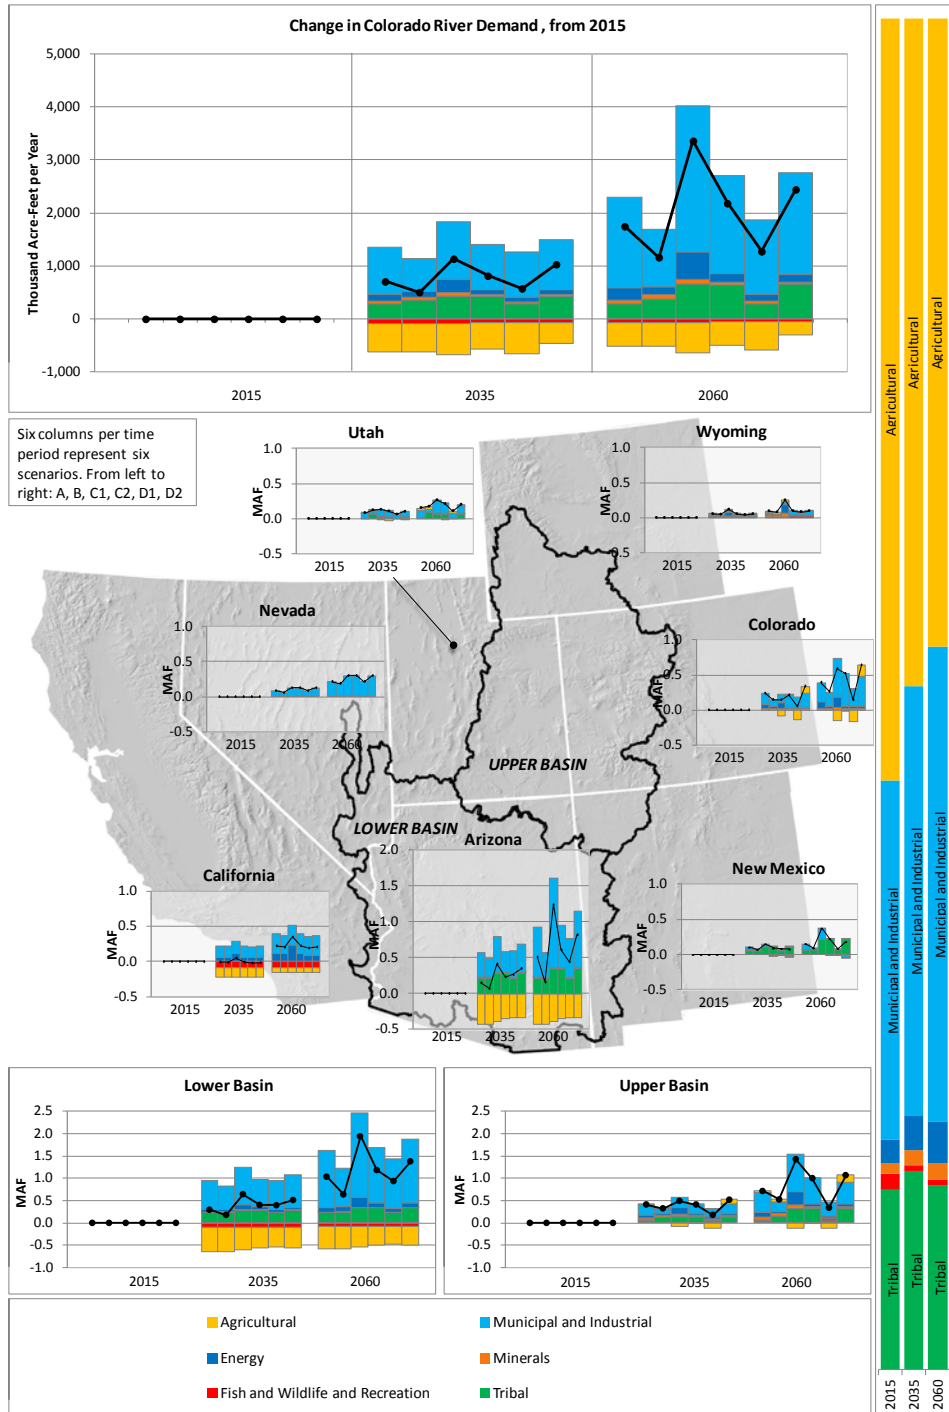 Change in Colorado River Demand , from 2015
5,000
4,000
3,000
2,000
1,000
0
-1,000
Thousand Acre-Feet per Year
2015
2035
2060
Six columns per time
period represent six
scenarios. From left to
right: A, B, C1, C2, D1, D2
Utah
1.0
0.5
0.0
-0.5
MAF
2015
2035
2060
Wyoming
1.0
0.5
0.0
0.5
MAF
2015
2035
2060
Nevada
1.0
0.5
0.0
-0.5
MAF
2015
2035
2060
Colorado
1.0
0.5
0.0
-0.5
MAF
2015
2035
2060
UPPER BASIN
LOWER BASIN
Arizona
2.0
1.5
1.0
0.5
0.0
-0.5
MAF
2015
2035
2060
California
1.0
0.5
0.0
-0.5
MAF
2015
2035
2060
New Mexico
1.0
0.5
0.0
-0.5
MAF
2015
2035
2060
Lower Basin
2.5
2.0
1.5
1.0
0.5
0.0
-0.5
-1.0
MAF
2015
2035
2060
Upper Basin
2.5
2.0
1.5
1.0
0.5
0.0
-0.5
-1.0
MAF
2015
2035
2060
Agricultural
Municipal and Industrial
Energy
Minerals
Fish and Wildlife and Recreation
Tribal
Agricultural
Agricultural
Agricultural
Municipal and Industrial
Municipal and Industrial
Municipal and Industrial
Tribal
Tribal
Tribal
2015
2035
2060